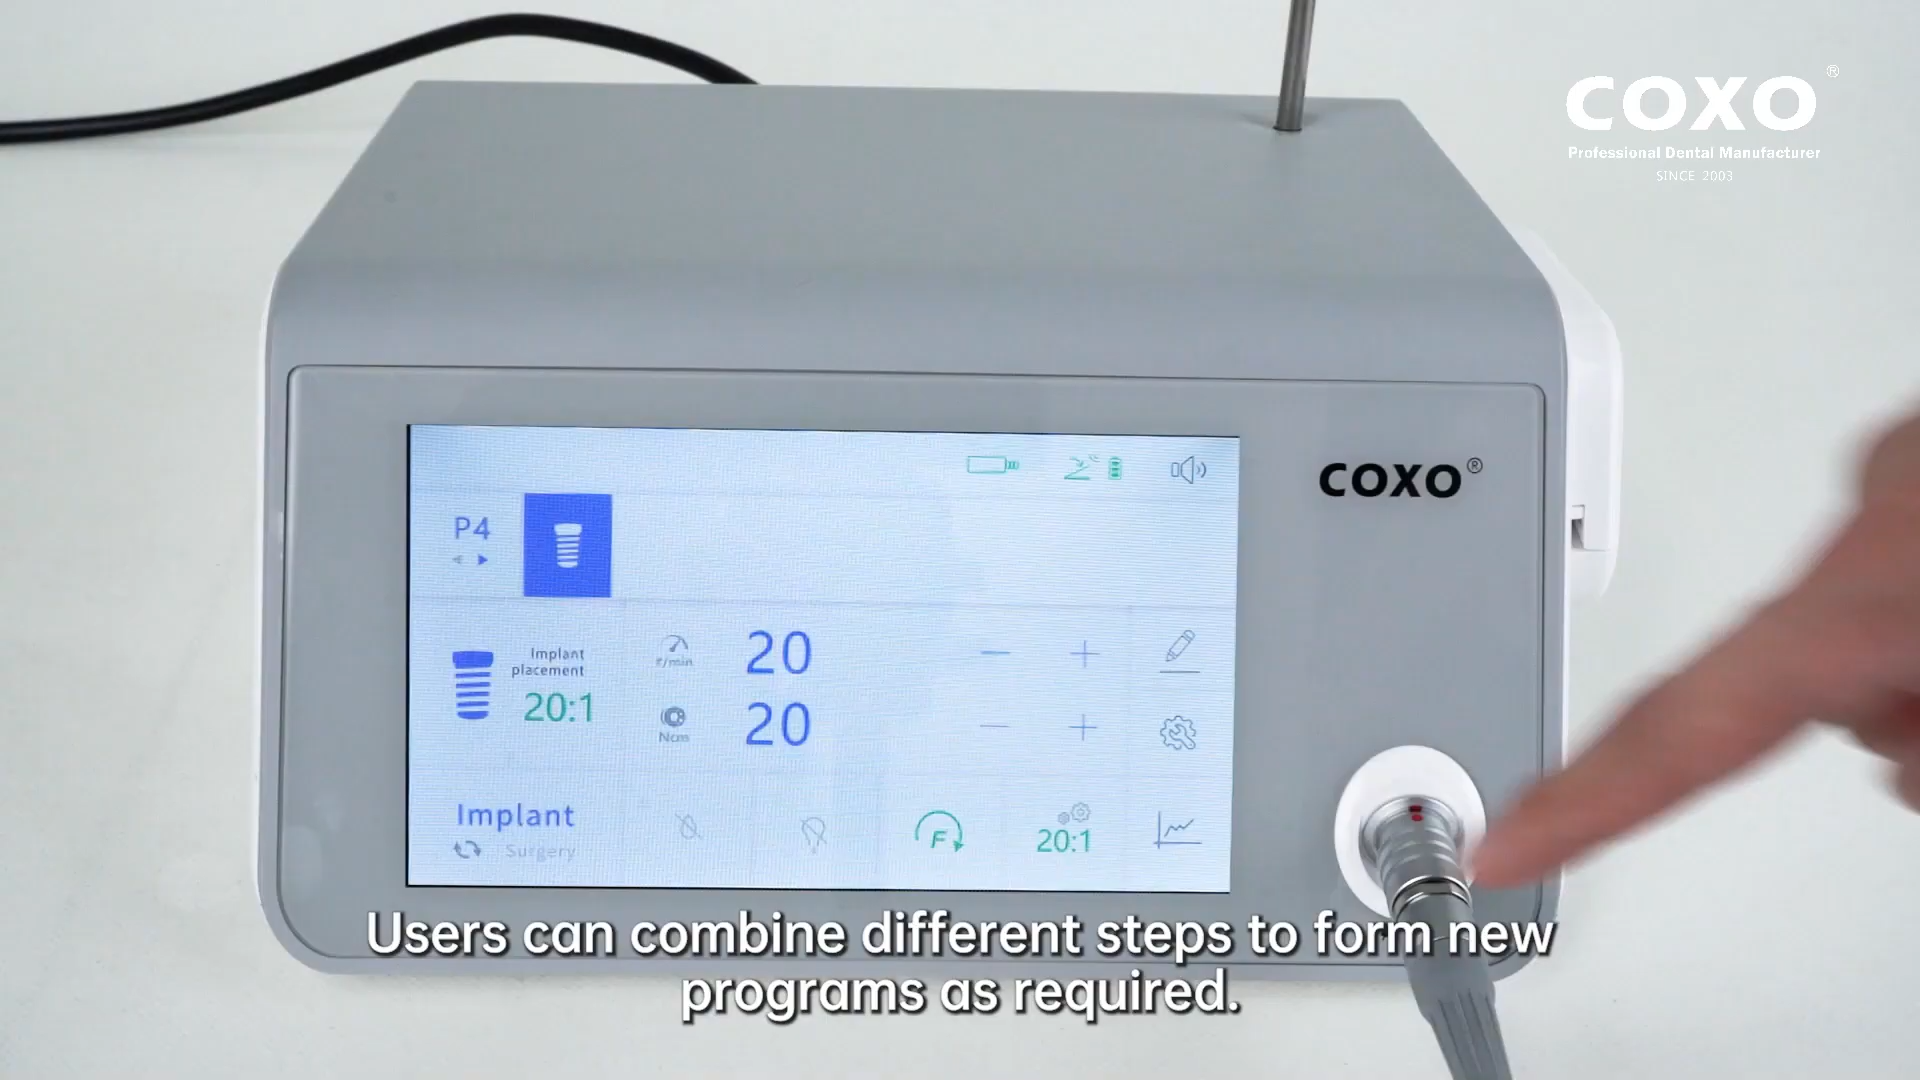 COXO®
Professional Dental Manufacturer
SINCE 2003
COXO®
P4
Implant
placement
20:1
r/min
20
Ncm
20
Implant
Surgery
F
20:1
Users can combine different steps to form new
programs as required.